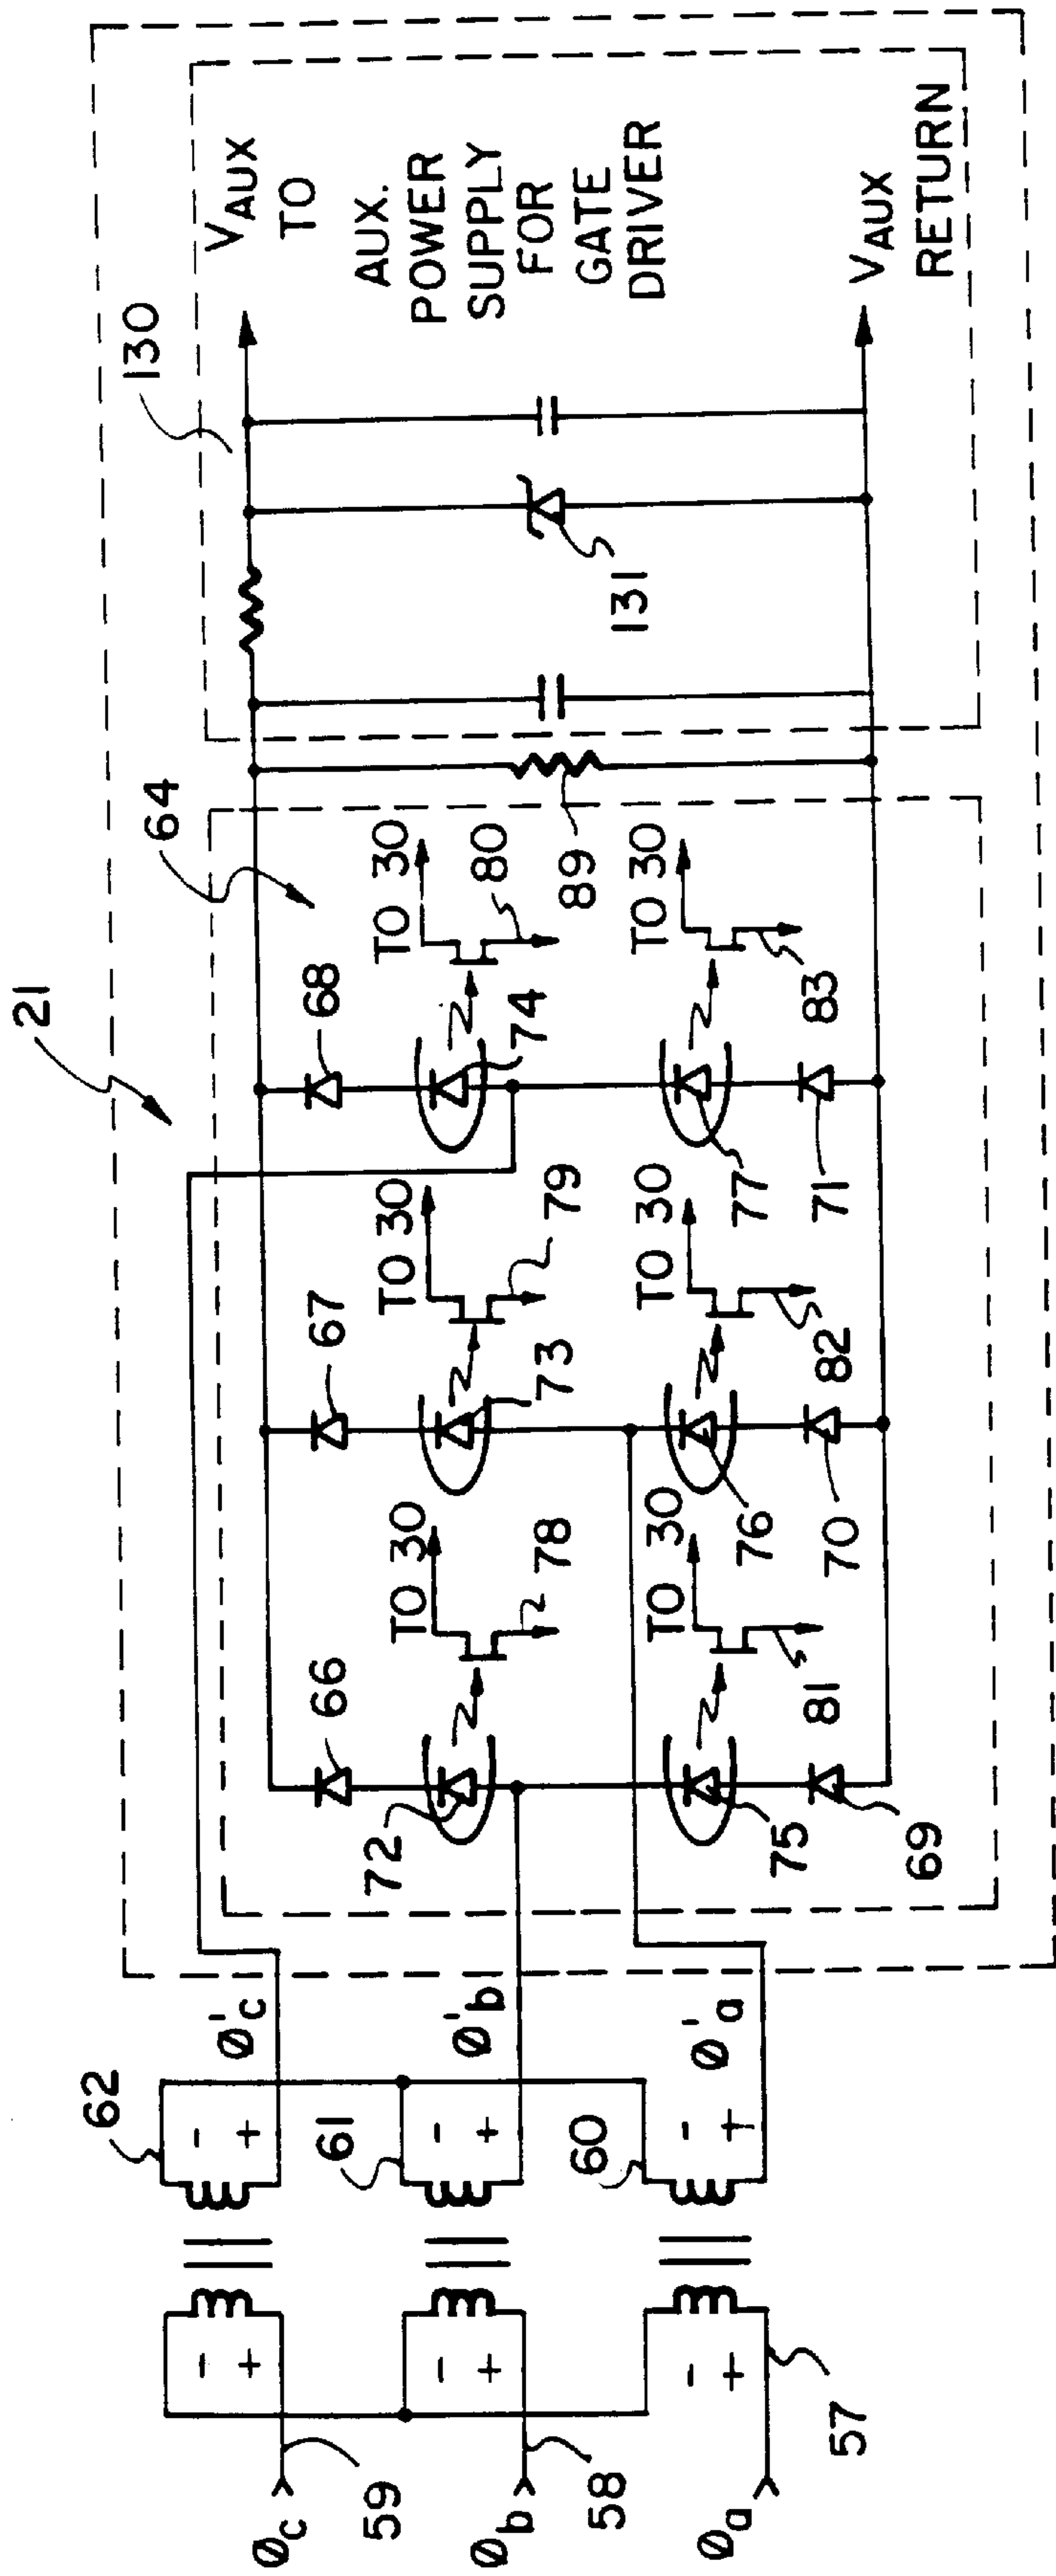 21
64
130
V AUX
TO
AUX.
POWER
SUPPLY
FOR
GATE
DRIVER
V AUX
RETURN
62
Ø'c
66
67
68
TO 30
TO 30
TO 30
72
78
73
79
74
80
61
Ø'b
89
131
TO 30
TO 30
TO 30
75
81
76
82
77
83
69
70
71
60
Ø'a
- + - +
- + - +
- + - +
Øc
59
Øb
58
Øa
57